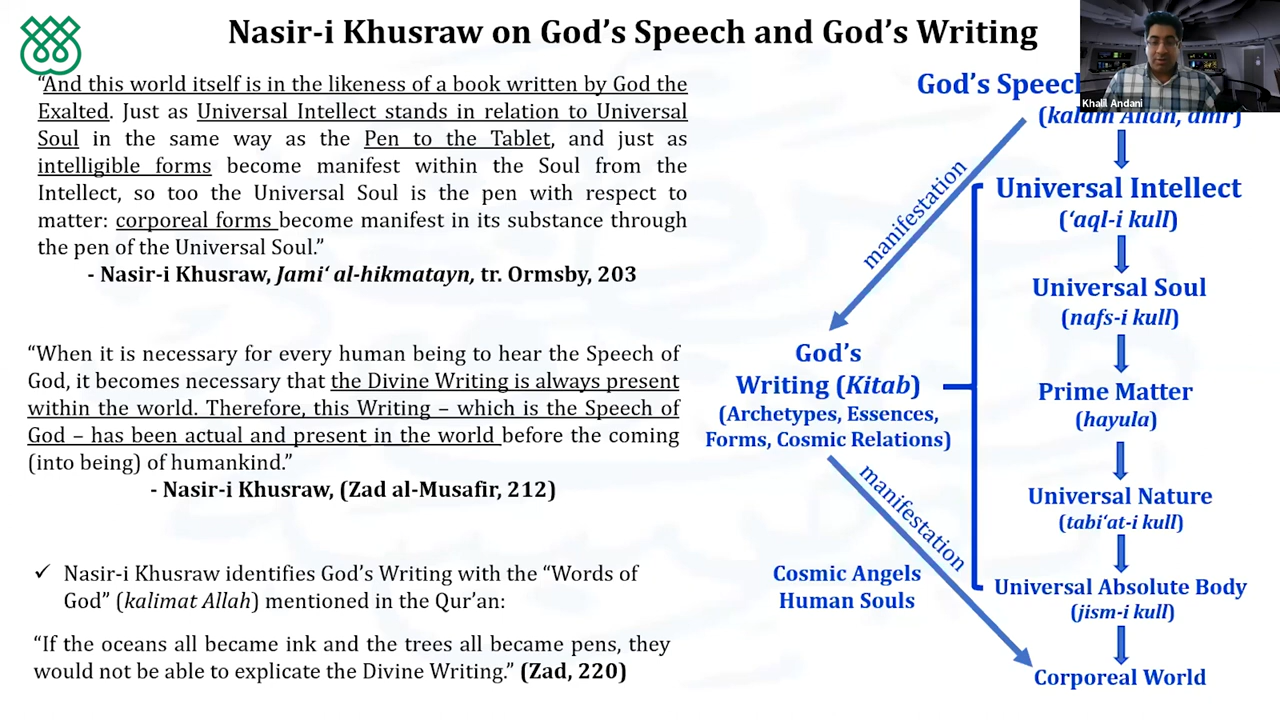 Nasir-i Khusraw on God’s Speech and God’s Writing
“And this world itself is in the likeness of a book written by God the
Exalted. Just as Universal Intellect stands in relation to Universal
Soul in the same way as the Pen to the Tablet, and just as
intelligible forms become manifest within the Soul from the
Intellect, so too the Universal Soul is the pen with respect to
matter: corporeal forms become manifest in its substance through
the pen of the Universal Soul.”
- Nasir-i Khusraw, Jami‘ al-hikmatayn, tr. Ormsby, 203
“When it is necessary for every human being to hear the Speech of
God, it becomes necessary that the Divine Writing is always present
within the world. Therefore, this Writing – which is the Speech of
God – has been actual and present in the world before the coming
(into being) of humankind.”
- Nasir-i Khusraw, (Zad al-Musafir, 212)
✓ Nasir-i Khusraw identifies God’s Writing with the “Words of
God” (kalimat Allah) mentioned in the Qur’an:
“If the oceans all became ink and the trees all became pens, they
would not be able to explicate the Divine Writing.” (Zad, 220)
Khalil Andani
God’s Speech
(kalam Allah, amr)
manifestation
Universal Intellect
(‘aql-i kull)
Universal Soul
(nafs-i kull)
God’s
Writing (Kitab)
(Archetypes, Essences,
Forms, Cosmic Relations)
Prime Matter
(hayula)
manifestation
Universal Nature
(tabi‘at-i kull)
Cosmic Angels
Human Souls
Universal Absolute Body
(jism-i kull)
Corporeal World